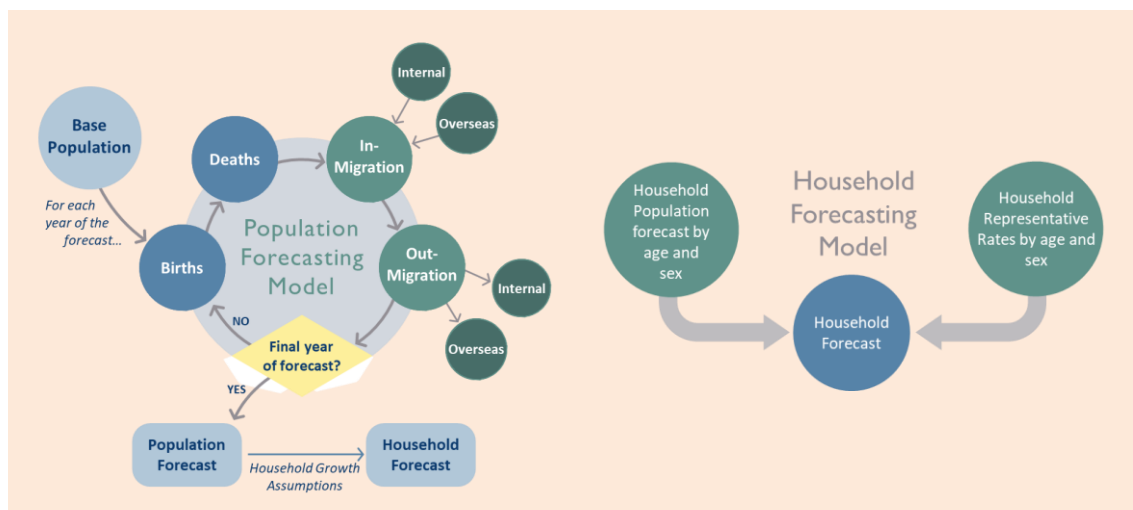 Base
Population
For each
year of the
forecast...
Births
Deaths
In-
Migration
Internal
Overseas
Out-
Migration
Internal
Overseas
Population
Forecasting
Model
NO
Final year
of forecast?
YES
Population
Forecast
Household Growth
Assumptions
Household
Forecast
Household
Forecasting
Model
Household
Population
forecast by
age and
sex
Household
Representative
Rates by age and
sex
Household
Forecast